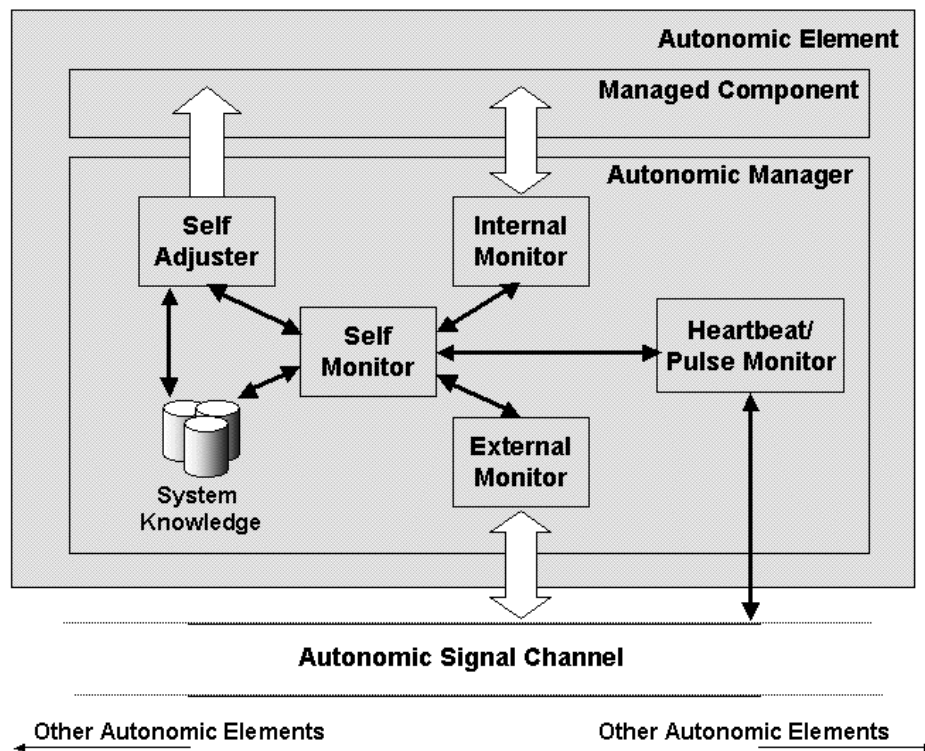 Autonomic Element
Managed Component
Autonomic Manager
Self
Adjuster
Internal
Monitor
Self
Monitor
Heartbeat/
Pulse Monitor
External
Monitor
System
Knowledge
Autonomic Signal Channel
Other Autonomic Elements
Other Autonomic Elements